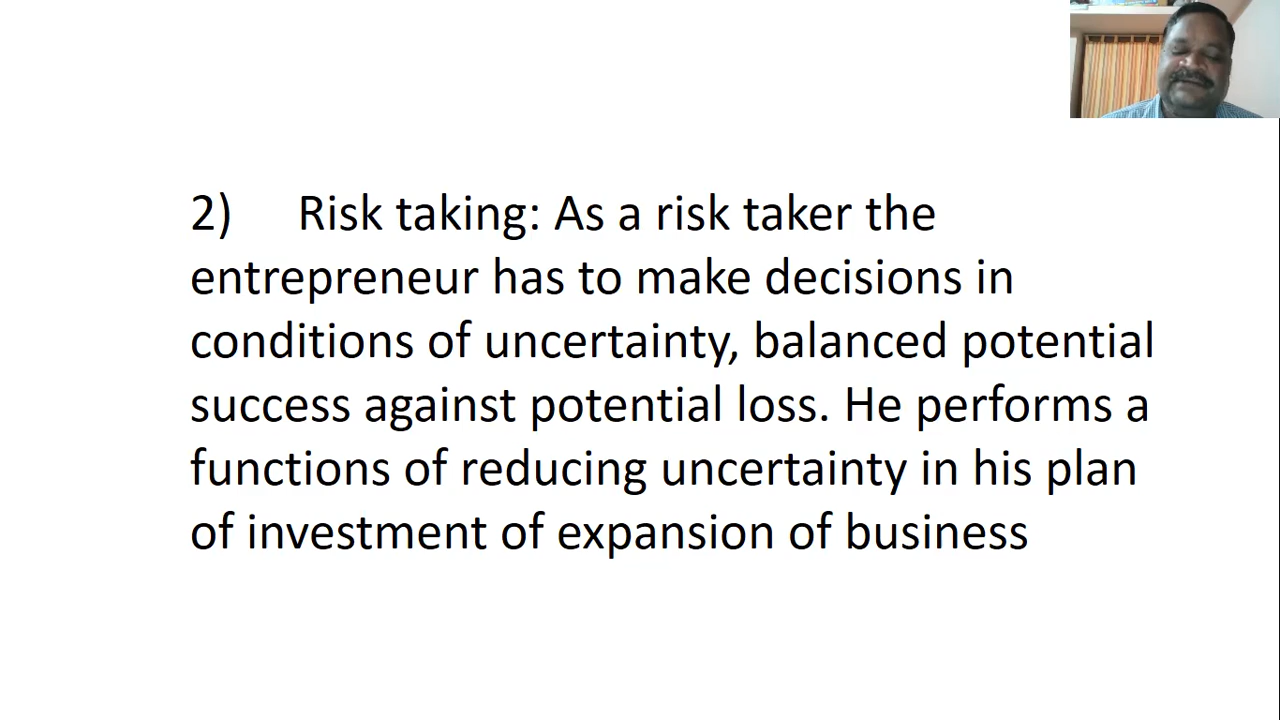 2) Risk taking: As a risk taker the
entrepreneur has to make decisions in
conditions of uncertainty, balanced potential
success against potential loss. He performs a
functions of reducing uncertainty in his plan
of investment of expansion of business